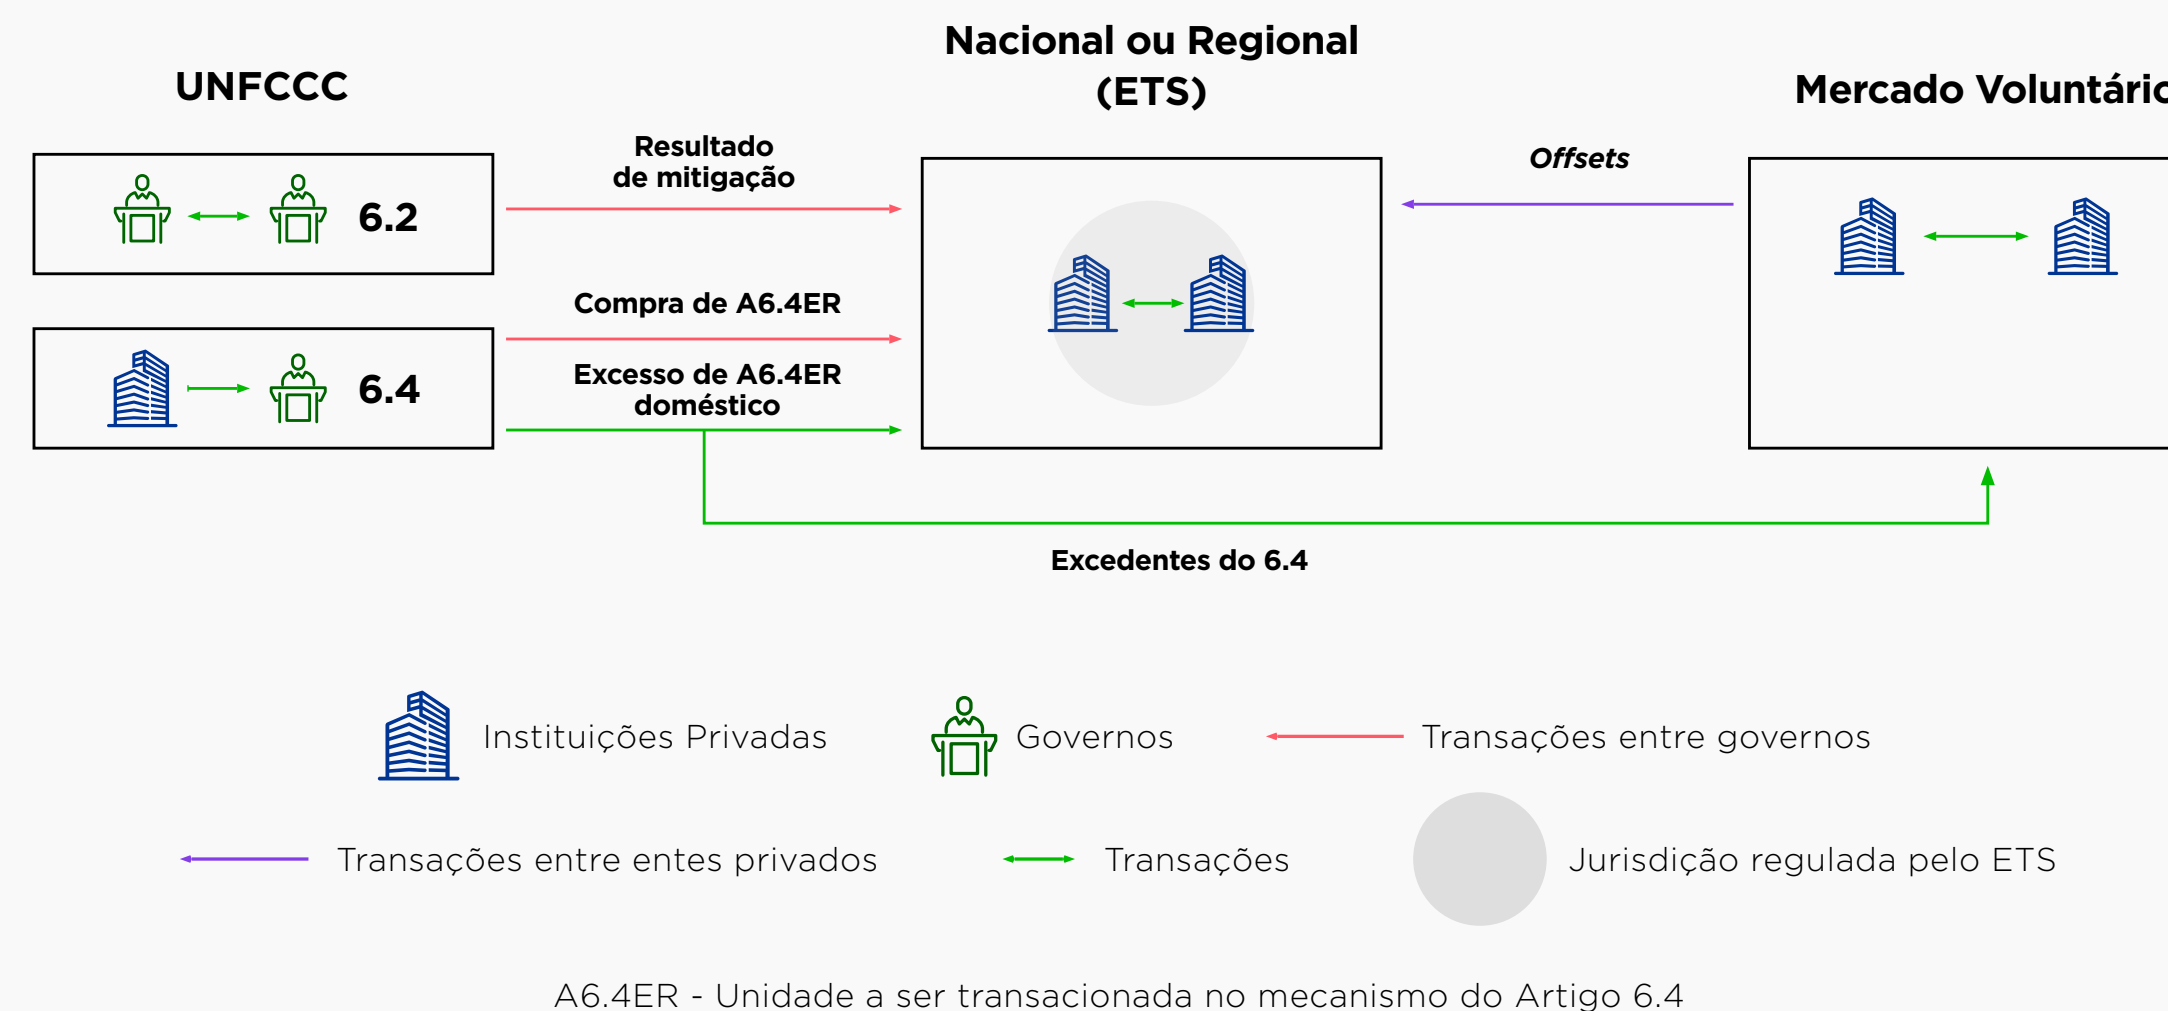 UNFCCC
Nacional ou Regional
(ETS)
Mercado Voluntário
6.2
Resultado
de mitigação
Offsets
6.4
Compra de A6.4ER
Excesso de A6.4ER
doméstico
Excedentes do 6.4
Instituições Privadas
Governos
Transações entre governos
Transações entre entes privados
Transações
Jurisdição regulada pelo ETS
A6.4ER - Unidade a ser transacionada no mecanismo do Artigo 6.4